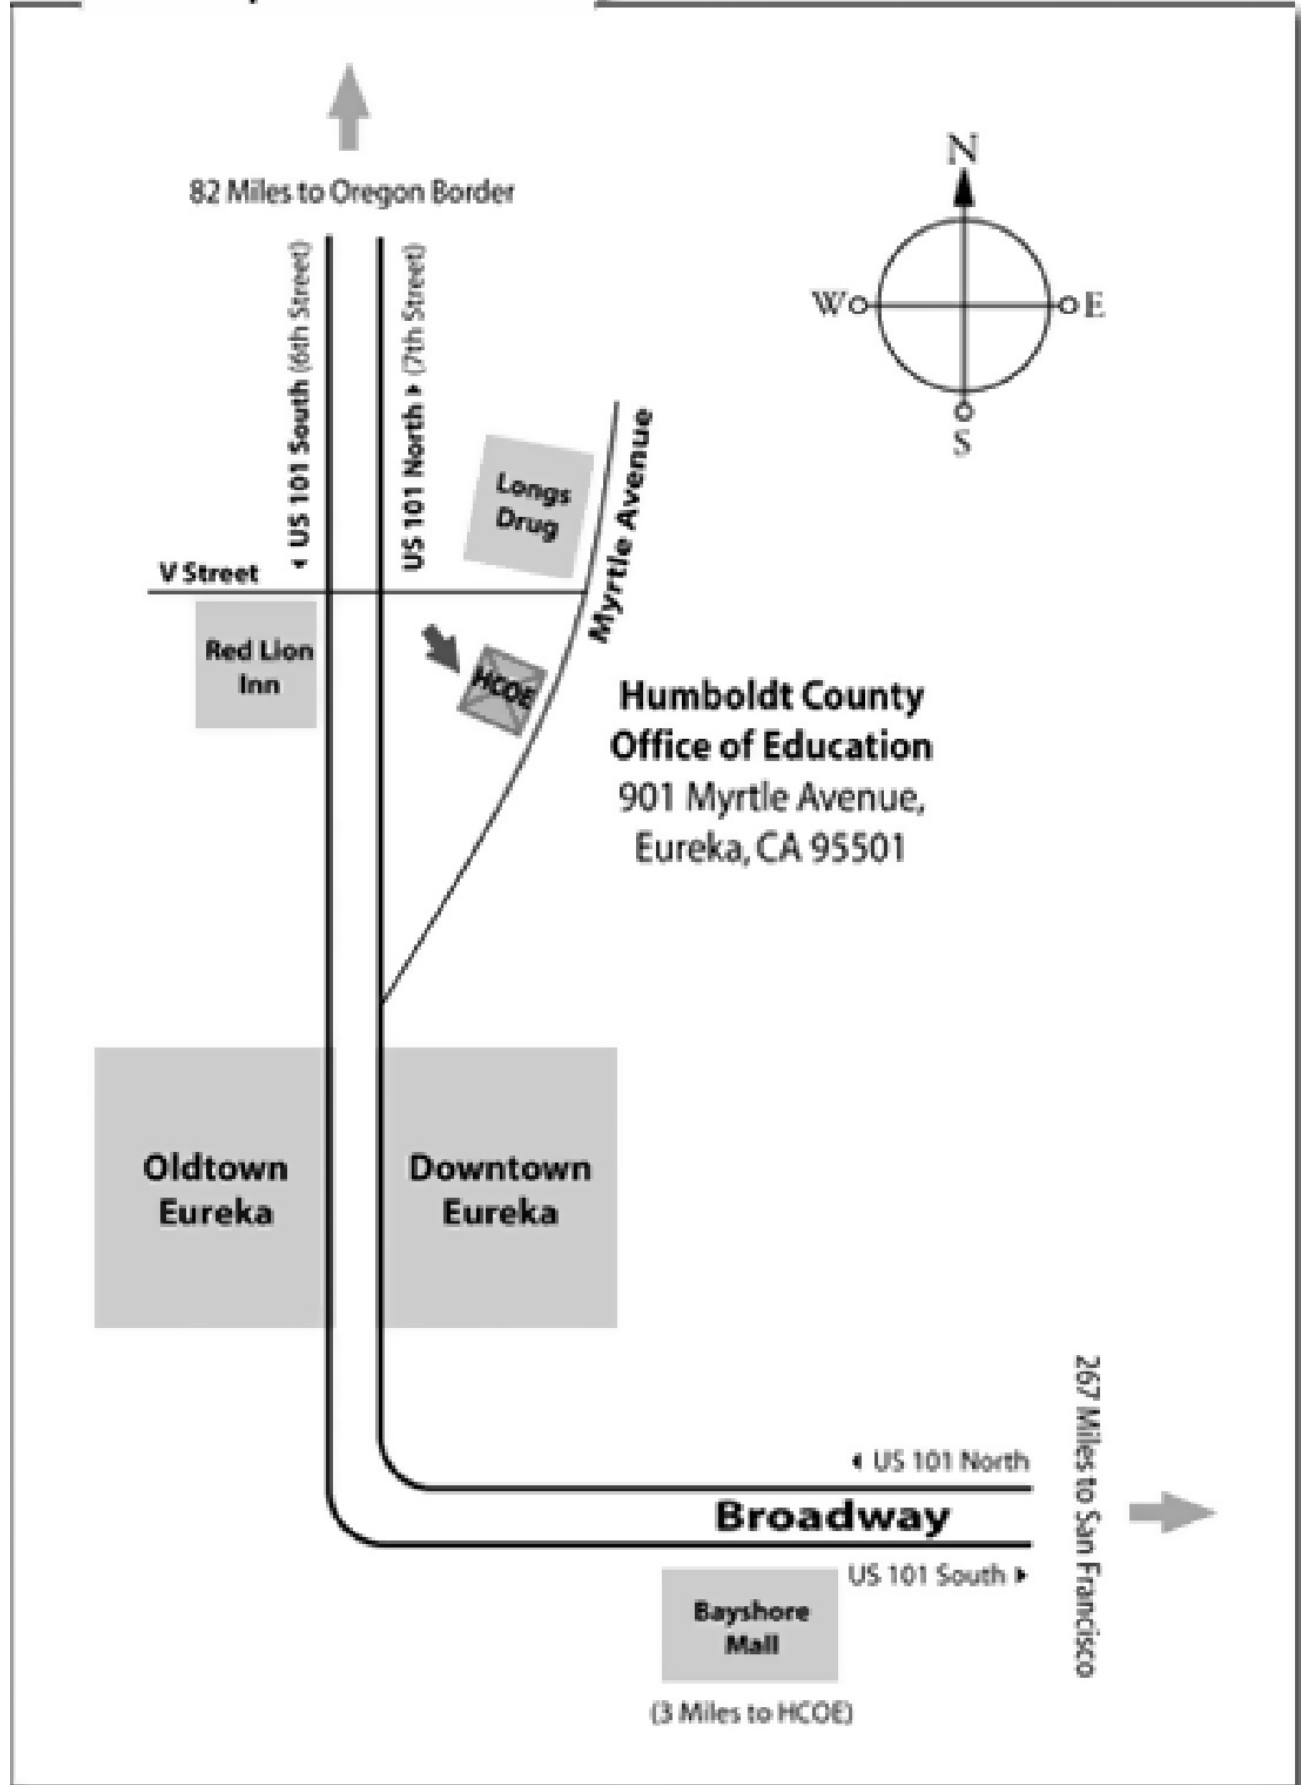 82 Miles to Oregon Border
◂ US 101 South (6th Street)
US 101 North ▸ (7th Street)
N
W
E
S
Longs
Drug
Myrtle Avenue
V Street
Red Lion
Inn
HCOE
Humboldt County
Office of Education
901 Myrtle Avenue,
Eureka, CA 95501
Oldtown
Eureka
Downtown
Eureka
◂ US 101 North
Broadway
US 101 South ▸
267 Miles to San Francisco
Bayshore
Mall
(3 Miles to HCOE)